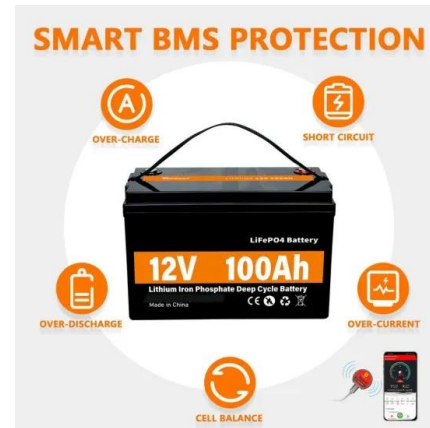 SMART BMS PROTECTION
OVER-CHARGE
SHORT CIRCUIT
LiFePO4 Battery
12V 100Ah
Lithium Iron Phosphate Deep Cycle Battery
Made in China
CE
OVER-DISCHARGE
OVER-CURRENT
CELL BALANCE